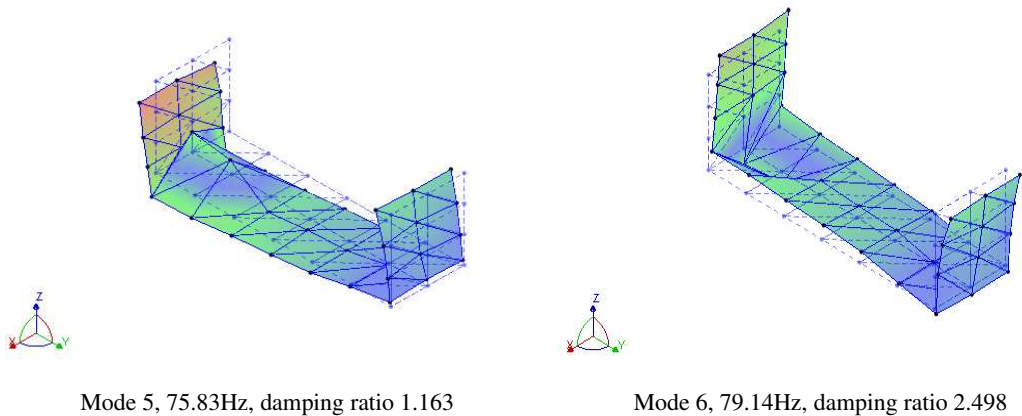 Z
X
Y
Z
X
Y
Mode 5, 75.83Hz, damping ratio 1.163
Mode 6, 79.14Hz, damping ratio 2.498